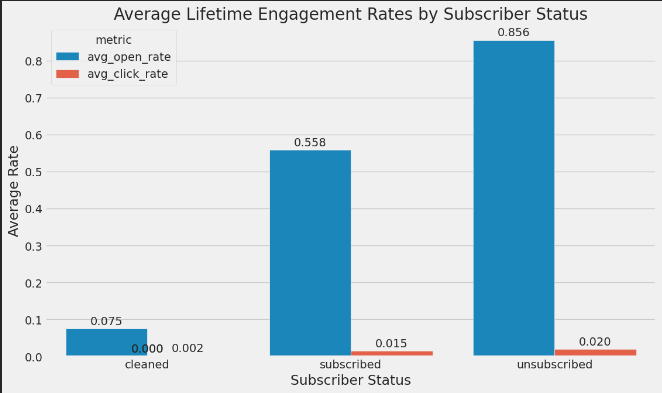 Average Lifetime Engagement Rates by Subscriber Status
metric
avg_open_rate
avg_click_rate
Average Rate
0.8
0.7
0.6
0.5
0.4
0.3
0.2
0.1
0.0
0.075
0.000
0.002
0.558
0.015
0.856
0.020
cleaned
subscribed
unsubscribed
Subscriber Status